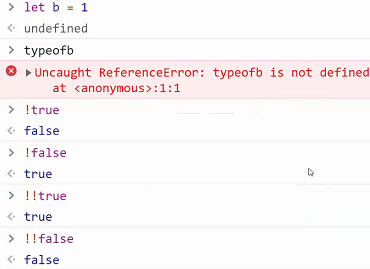 let b = 1
undefined
typeofb
Uncaught ReferenceError: typeofb is not defined
at <anonymous>:1:1
!true
false
!false
true
!!true
true
!!false
false